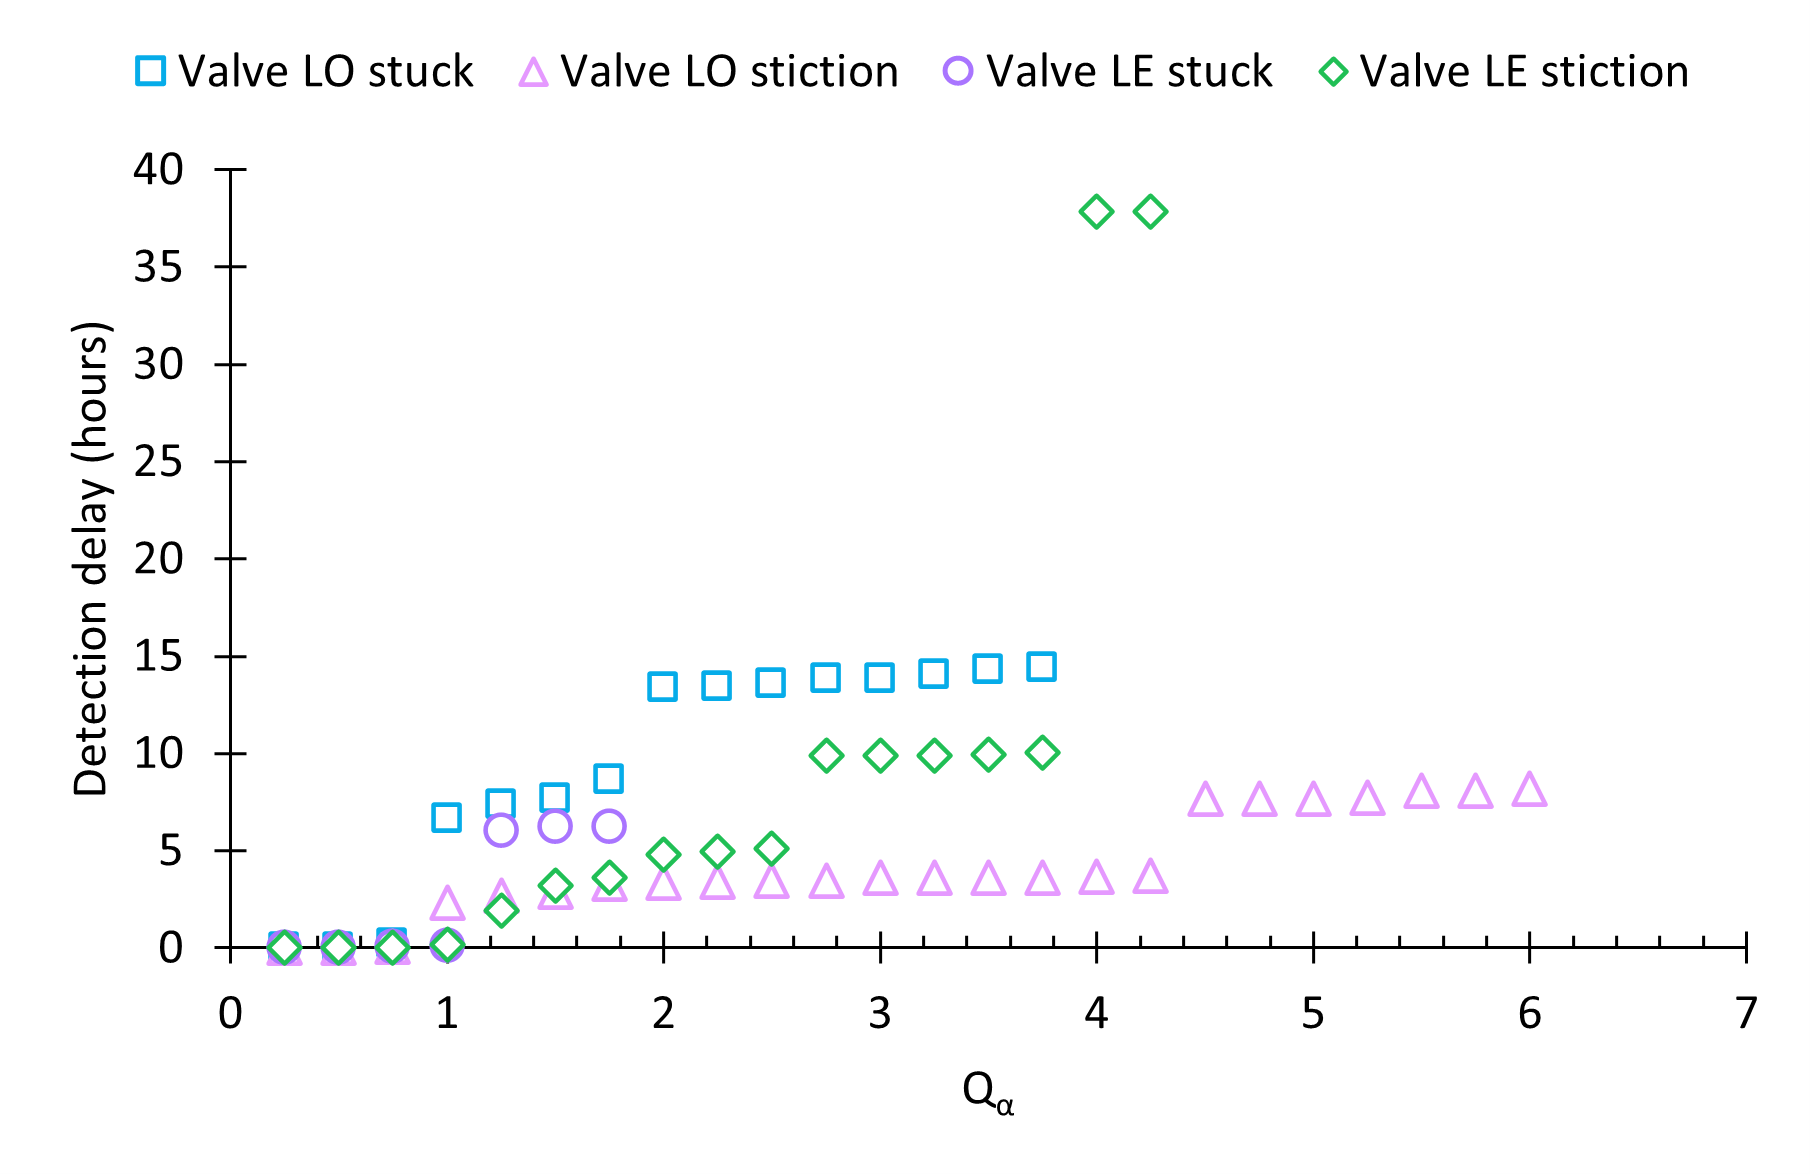 Valve LO stuck Valve LO stiction Valve LE stuck Valve LE stiction
Detection delay (hours)
40
35
30
25
20
15
10
5
0
0 1 2 3 4 5 6 7
Qα